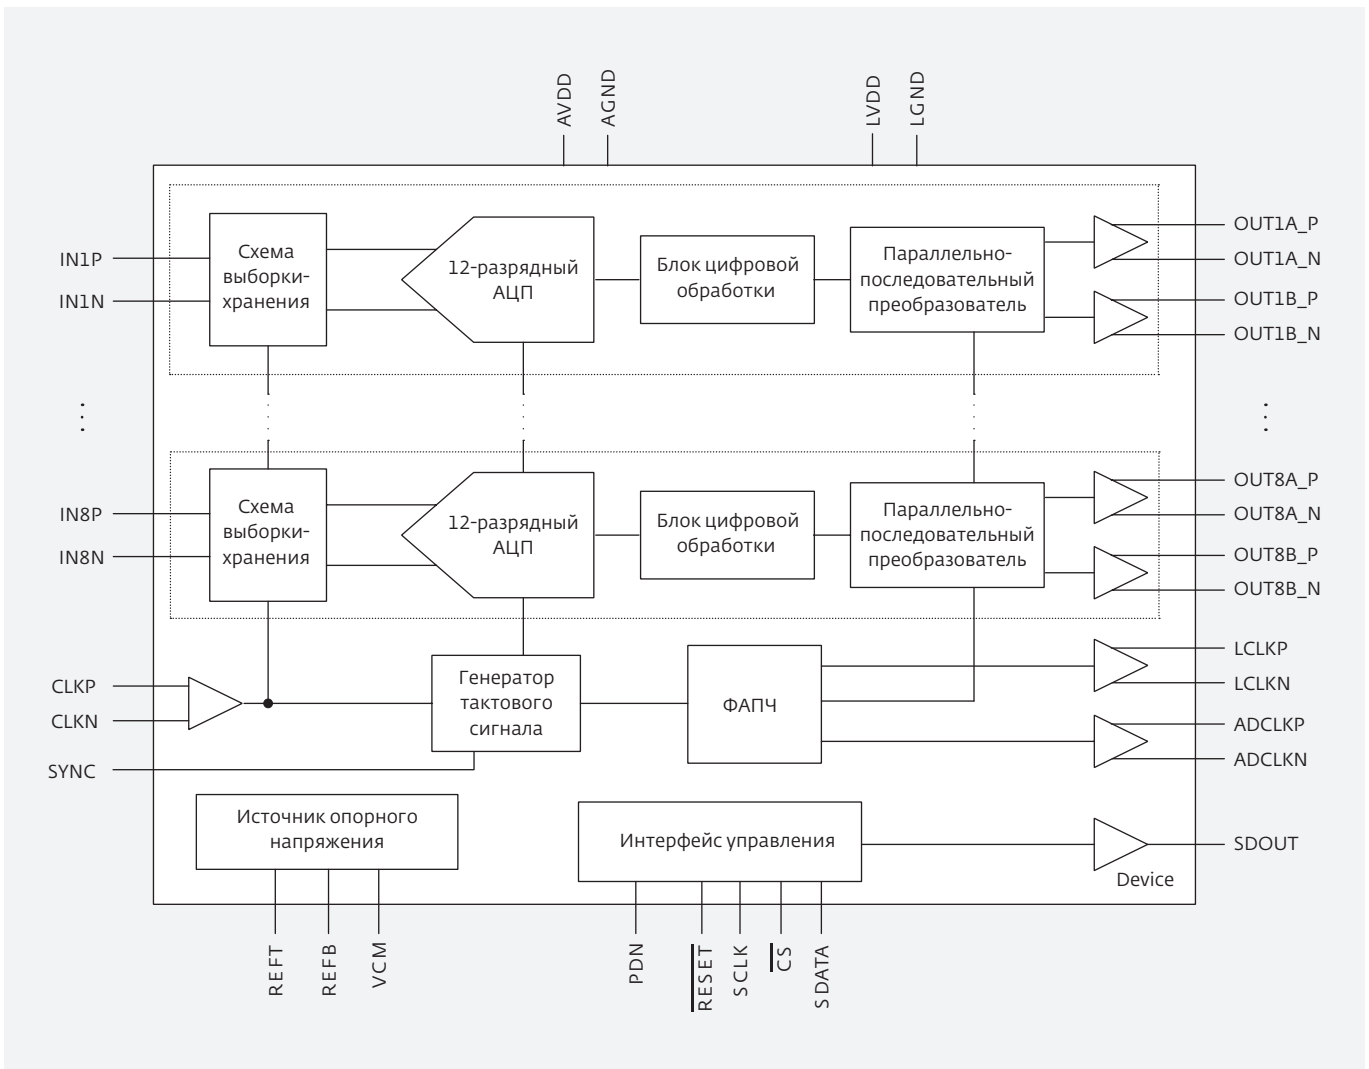 AVDD
AGND
LVDD
LGND
IN1P
IN1N
Схема
выборки-
хранения
12-разрядный
АЦП
Блок цифровой
обработки
Параллельно-
последовательный
преобразователь
OUT1A_P
OUT1A_N
OUT1B_P
OUT1B_N
IN8P
IN8N
Схема
выборки-
хранения
12-разрядный
АЦП
Блок цифровой
обработки
Параллельно-
последовательный
преобразователь
OUT8A_P
OUT8A_N
OUT8B_P
OUT8B_N
CLKP
CLKN
SYNC
Генератор
тактового
сигнала
ФАПЧ
LCLKP
LCLKN
ADCLKP
ADCLKN
Источник опорного
напряжения
Интерфейс управления
SDOUT
Device
REFT
REFB
VCM
PDN
RESET
SCLK
CS
SDATA